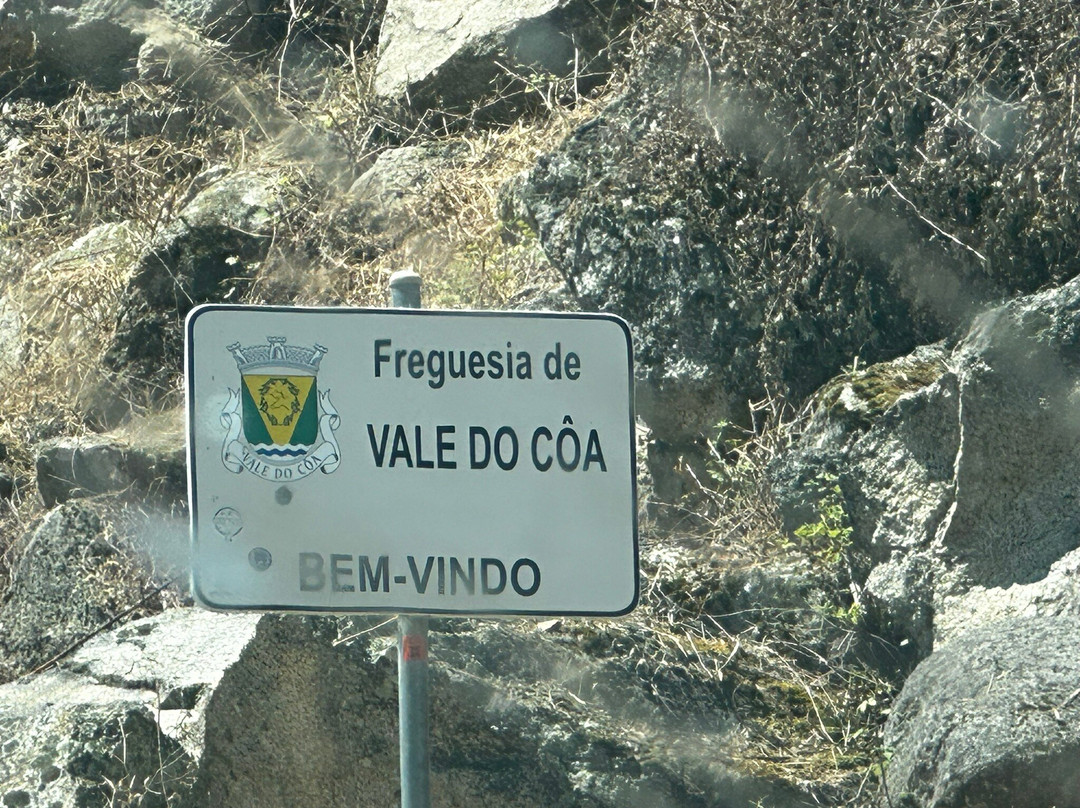 Freguesia de
VALE DO CÔA
VALE DO CÔA
BEM-VINDO